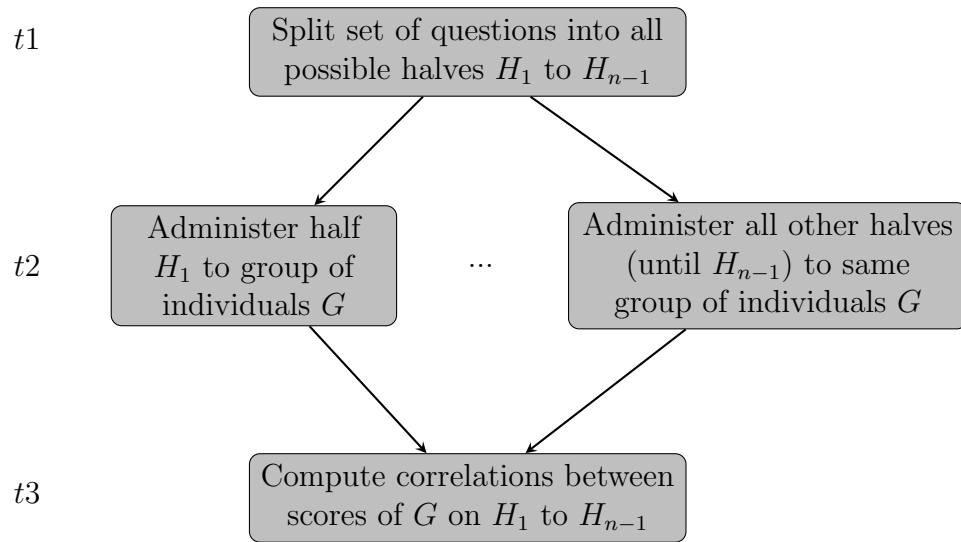 t1
Split set of questions into all
possible halves H₁ to Hₙ₋₁
t2
Administer half
H₁ to group of
individuals G
...
Administer all other halves
(until Hₙ₋₁) to same
group of individuals G
t3
Compute correlations between
scores of G on H₁ to Hₙ₋₁